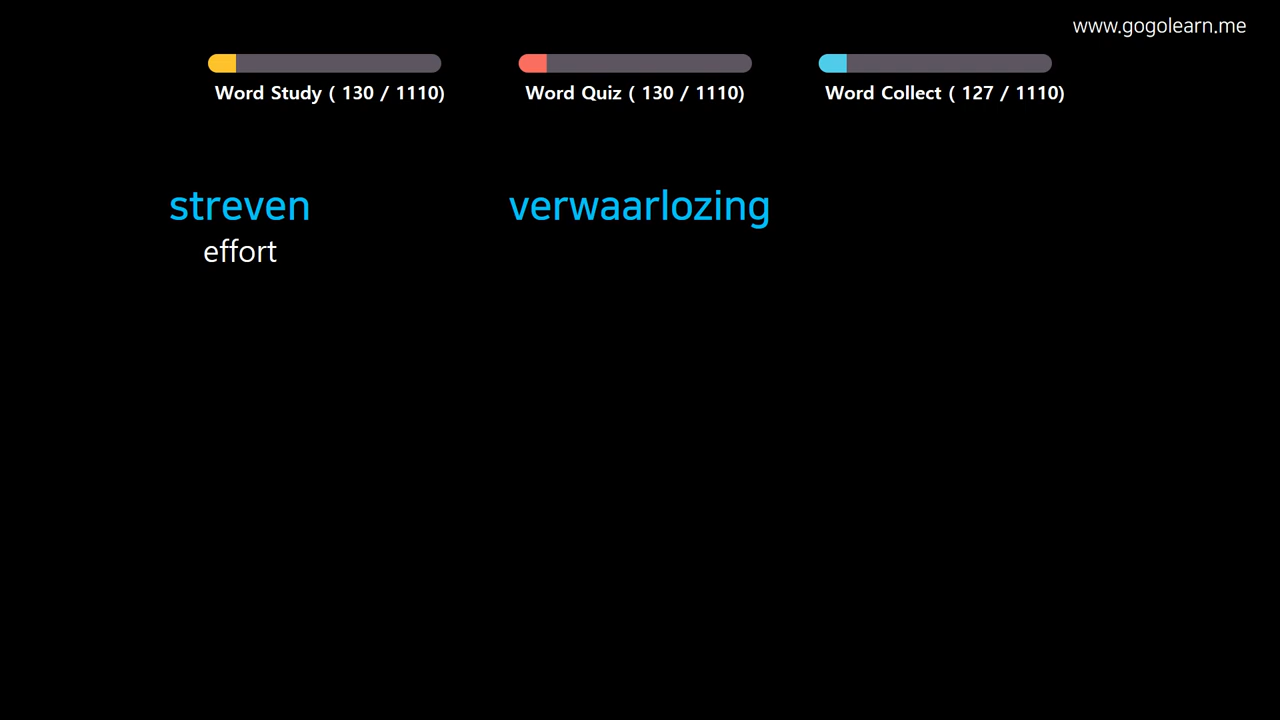 www.gogolearn.me
Word Study ( 130 / 1110)
Word Quiz ( 130 / 1110)
Word Collect ( 127 / 1110)
streven
verwaarlozing
effort